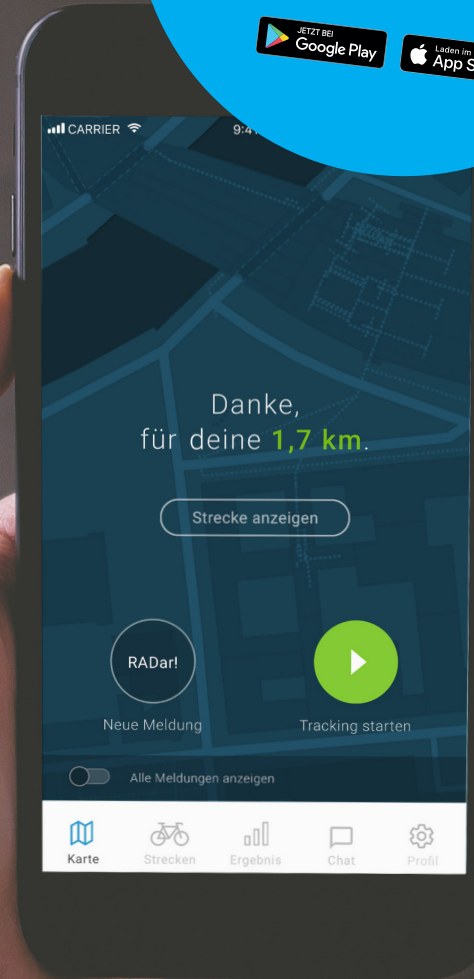 JETZT BEI
Google Play
Laden im
App S
CARRIER
9:41
Danke,
für deine 1,7 km.
Strecke anzeigen
RADar!
Neue Meldung
Tracking starten
Alle Meldungen anzeigen
Karte
Strecken
Ergebnis
Chat
Profil